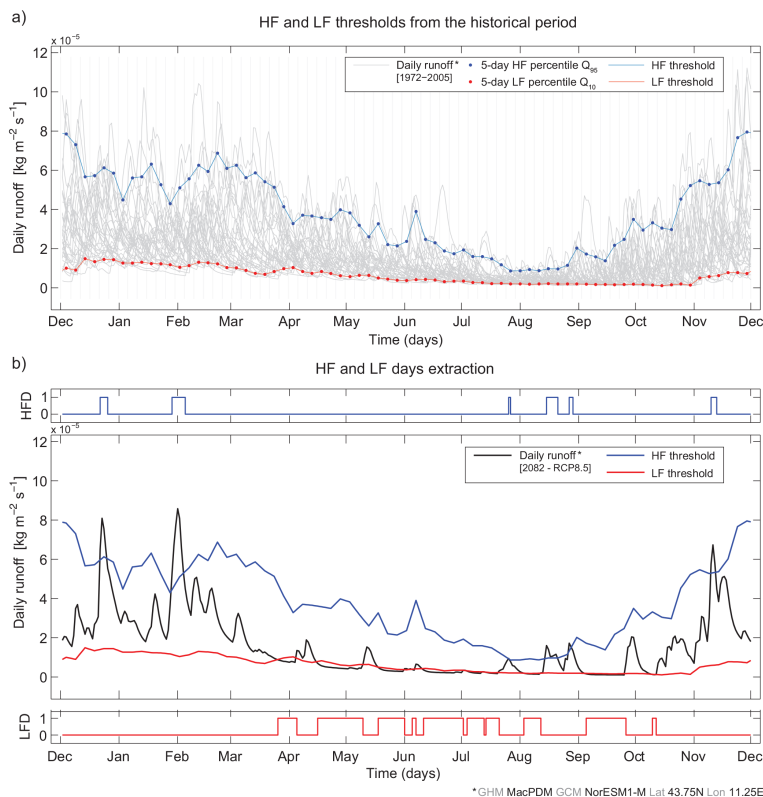 a)
HF and LF thresholds from the historical period
x 10⁻⁵
Daily runoff* [1972−2005]
5-day HF percentile Q₉₅
5-day LF percentile Q₁₀
HF threshold
LF threshold
Daily runoff [kg m⁻² s⁻¹]
12
10
8
6
4
2
0
Dec Jan Feb Mar Apr May Jun Jul Aug Sep Oct Nov Dec
Time (days)
b)
HF and LF days extraction
HFD
1
0
x 10⁻⁵
Daily runoff* [2082 - RCP8.5]
HF threshold
LF threshold
Daily runoff [kg m⁻² s⁻¹]
12
10
8
6
4
2
0
LFD
1
0
Dec Jan Feb Mar Apr May Jun Jul Aug Sep Oct Nov Dec
Time (days)
*GHM MacPDM GCM NorESM1-M Lat 43.75N Lon 11.25E